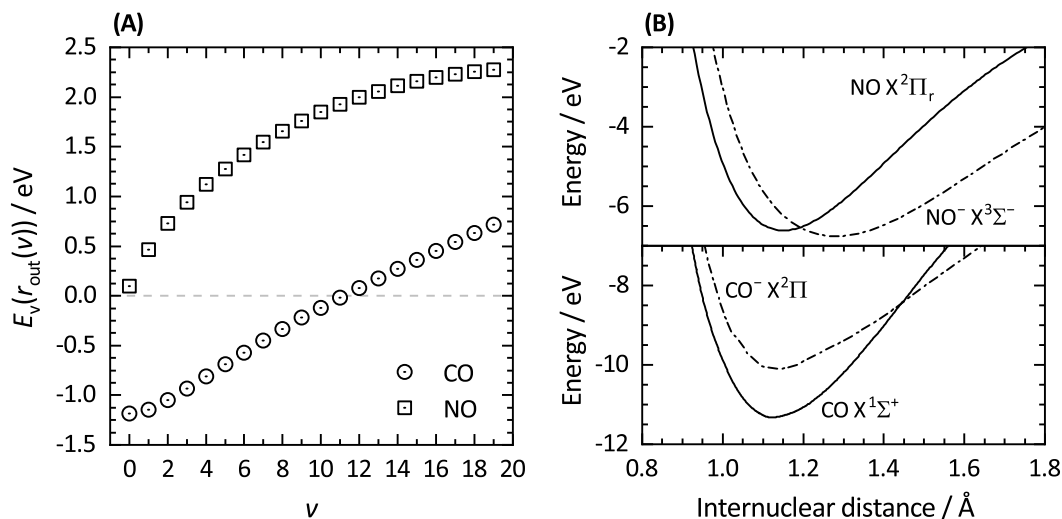 (A)
2.5
2.0
1.5
1.0
0.5
0.0
-0.5
-1.0
-1.5
E_v(r_out(v)) / eV
CO
NO
0 2 4 6 8 10 12 14 16 18 20
v
(B)
-2
-4
-6
Energy / eV
NO X²Πᵣ
NO⁻ X³Σ⁻
-8
-10
-12
Energy / eV
CO⁻ X²Π
CO X¹Σ⁺
0.8 1.0 1.2 1.4 1.6 1.8
Internuclear distance / Å